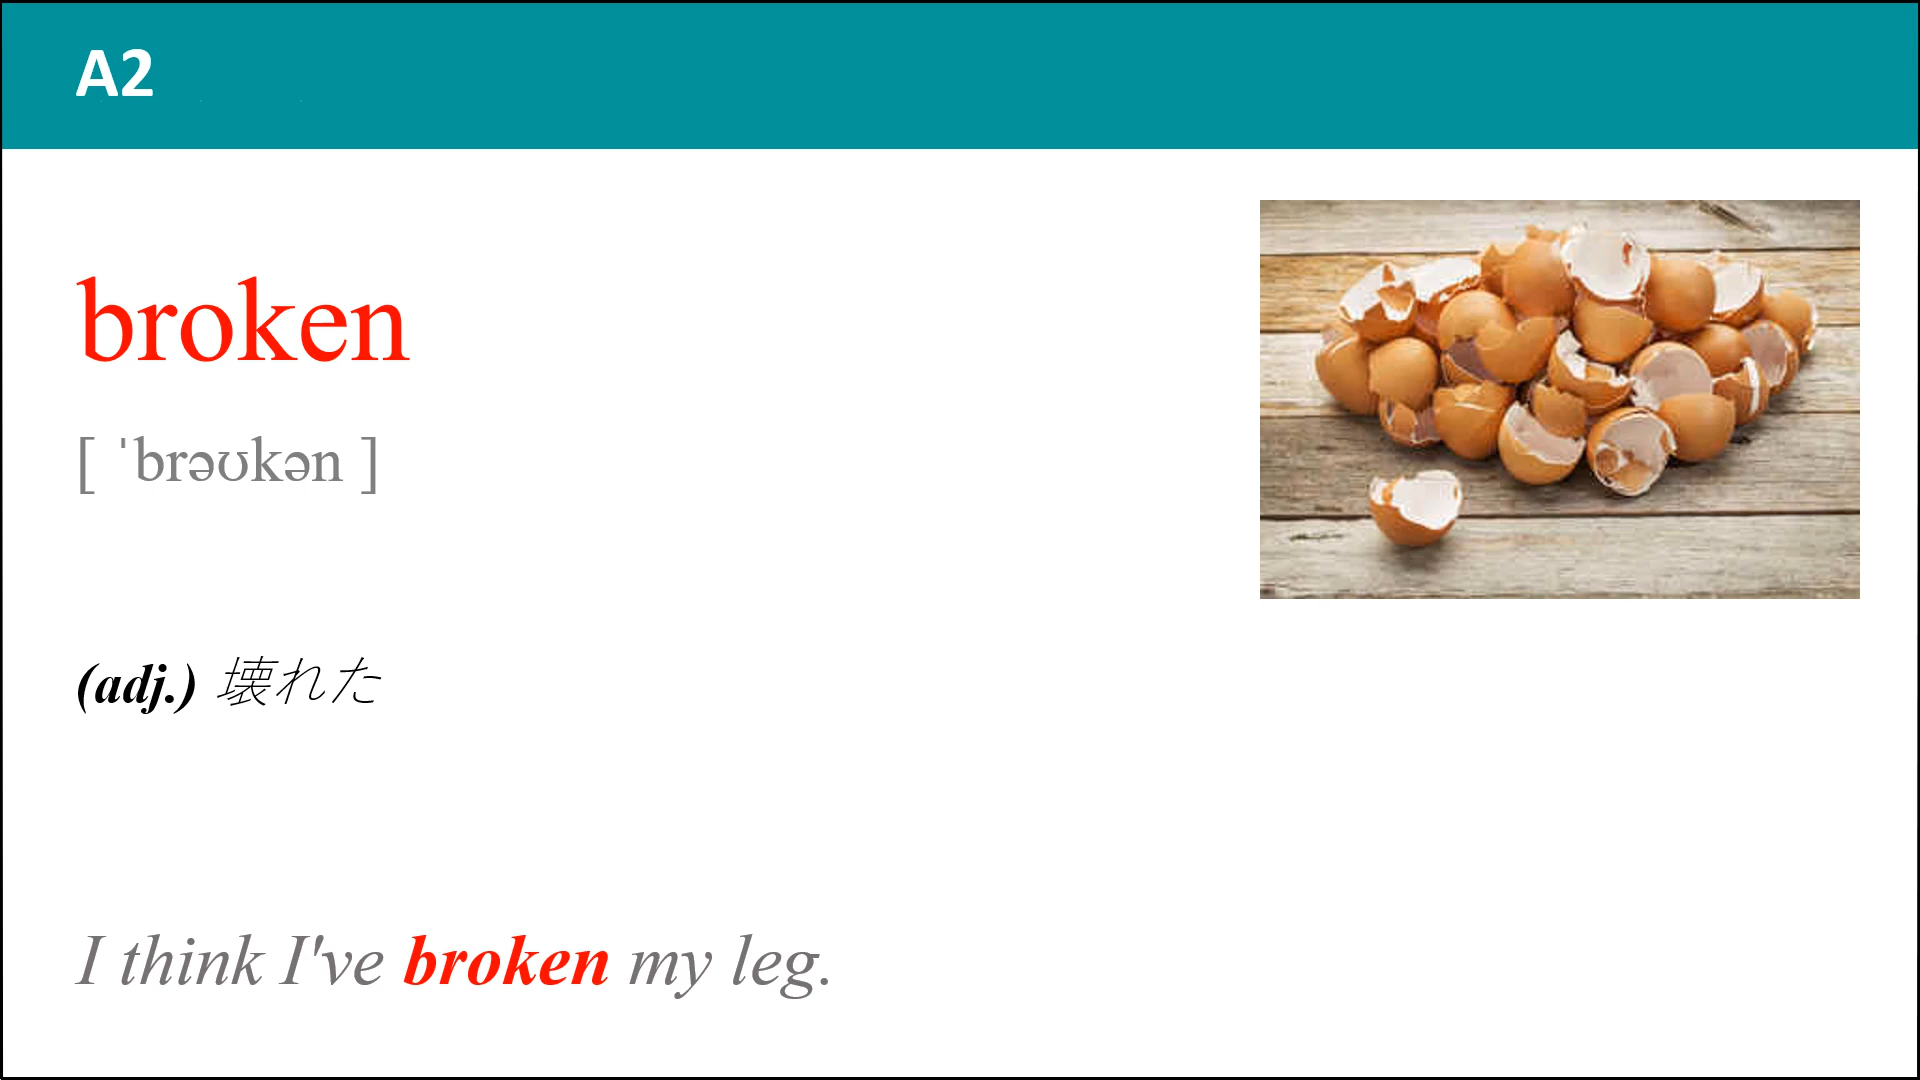 A2
broken
[ ˈbrəʊkən ]
(adj.) 壊れた
I think I've broken my leg.